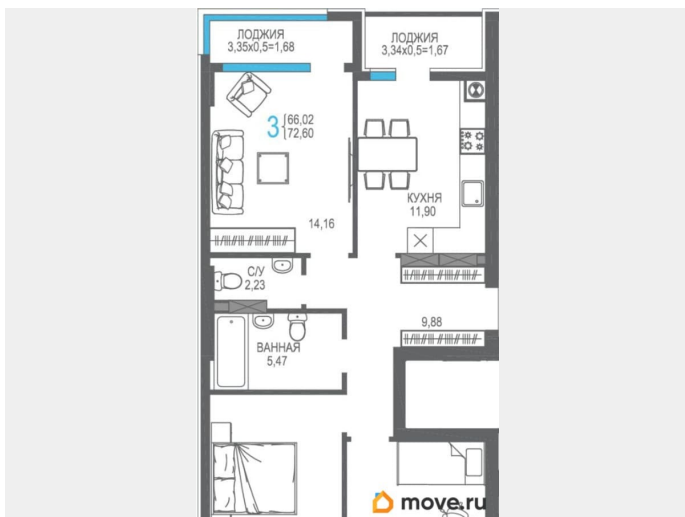 ЛОДЖИЯ
3,35x0,5=1,68
ЛОДЖИЯ
3,34x0,5=1,67
3
66,02
72,60
14,16
КУХНЯ
11,90
С/У
2,23
9,88
ВАННАЯ
5,47
move.ru